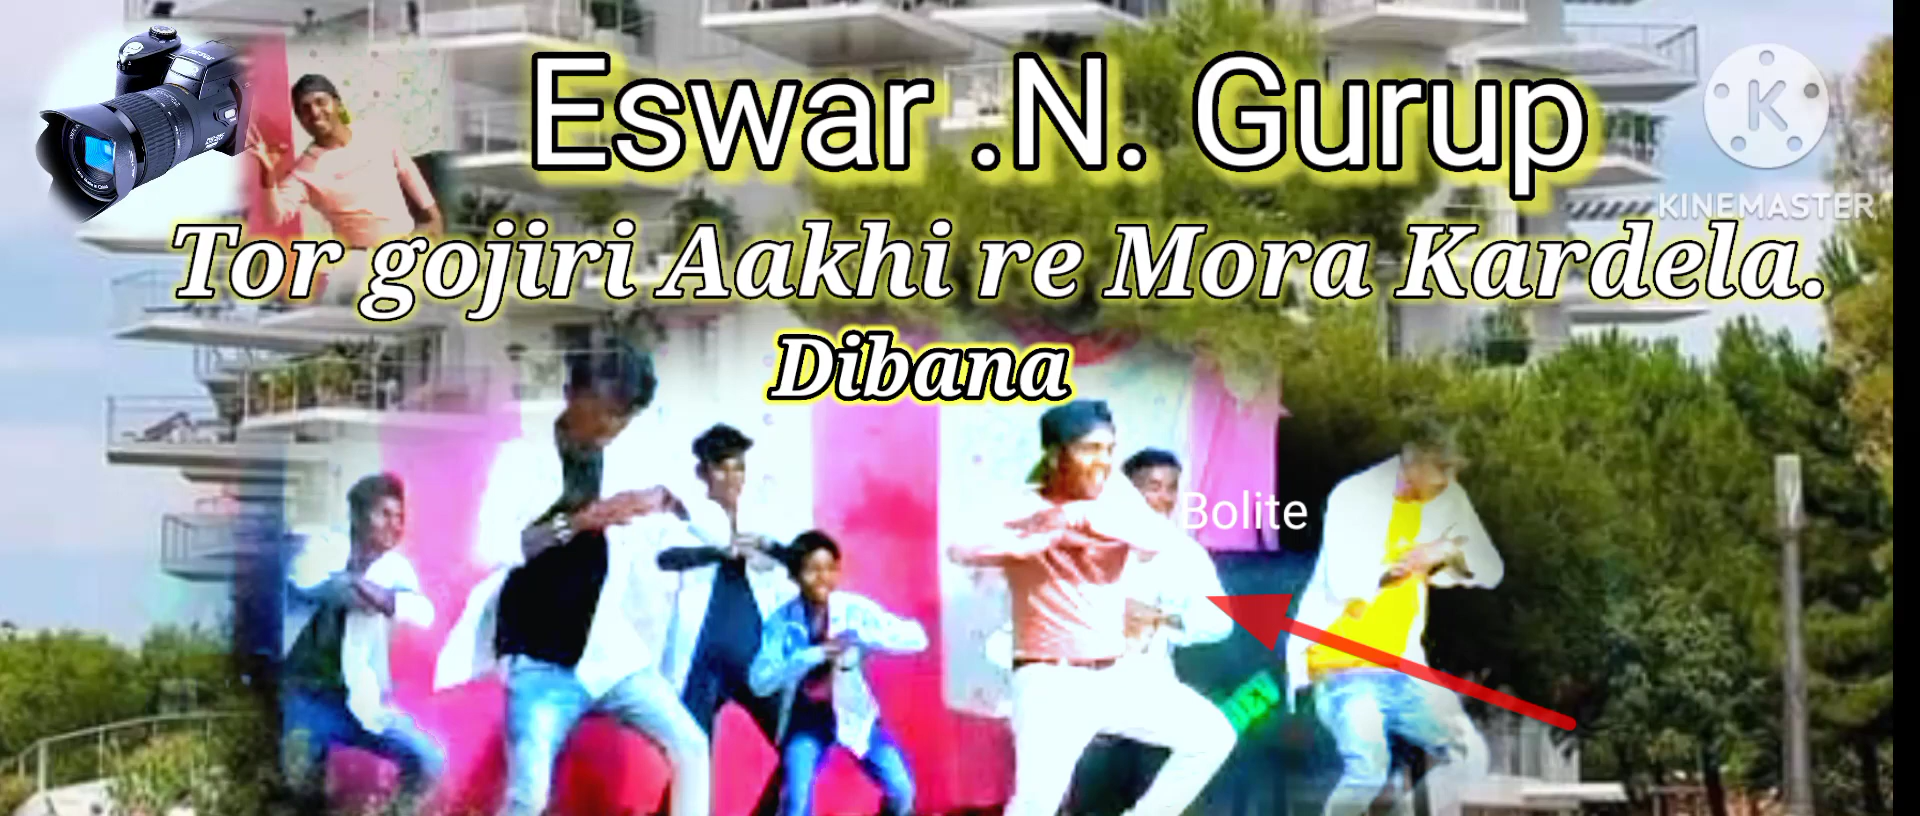 Eswar .N. Gurup
K
KINEMASTER
Tor gojiri Aakhi re Mora Kardela.
Dibana
Bolite